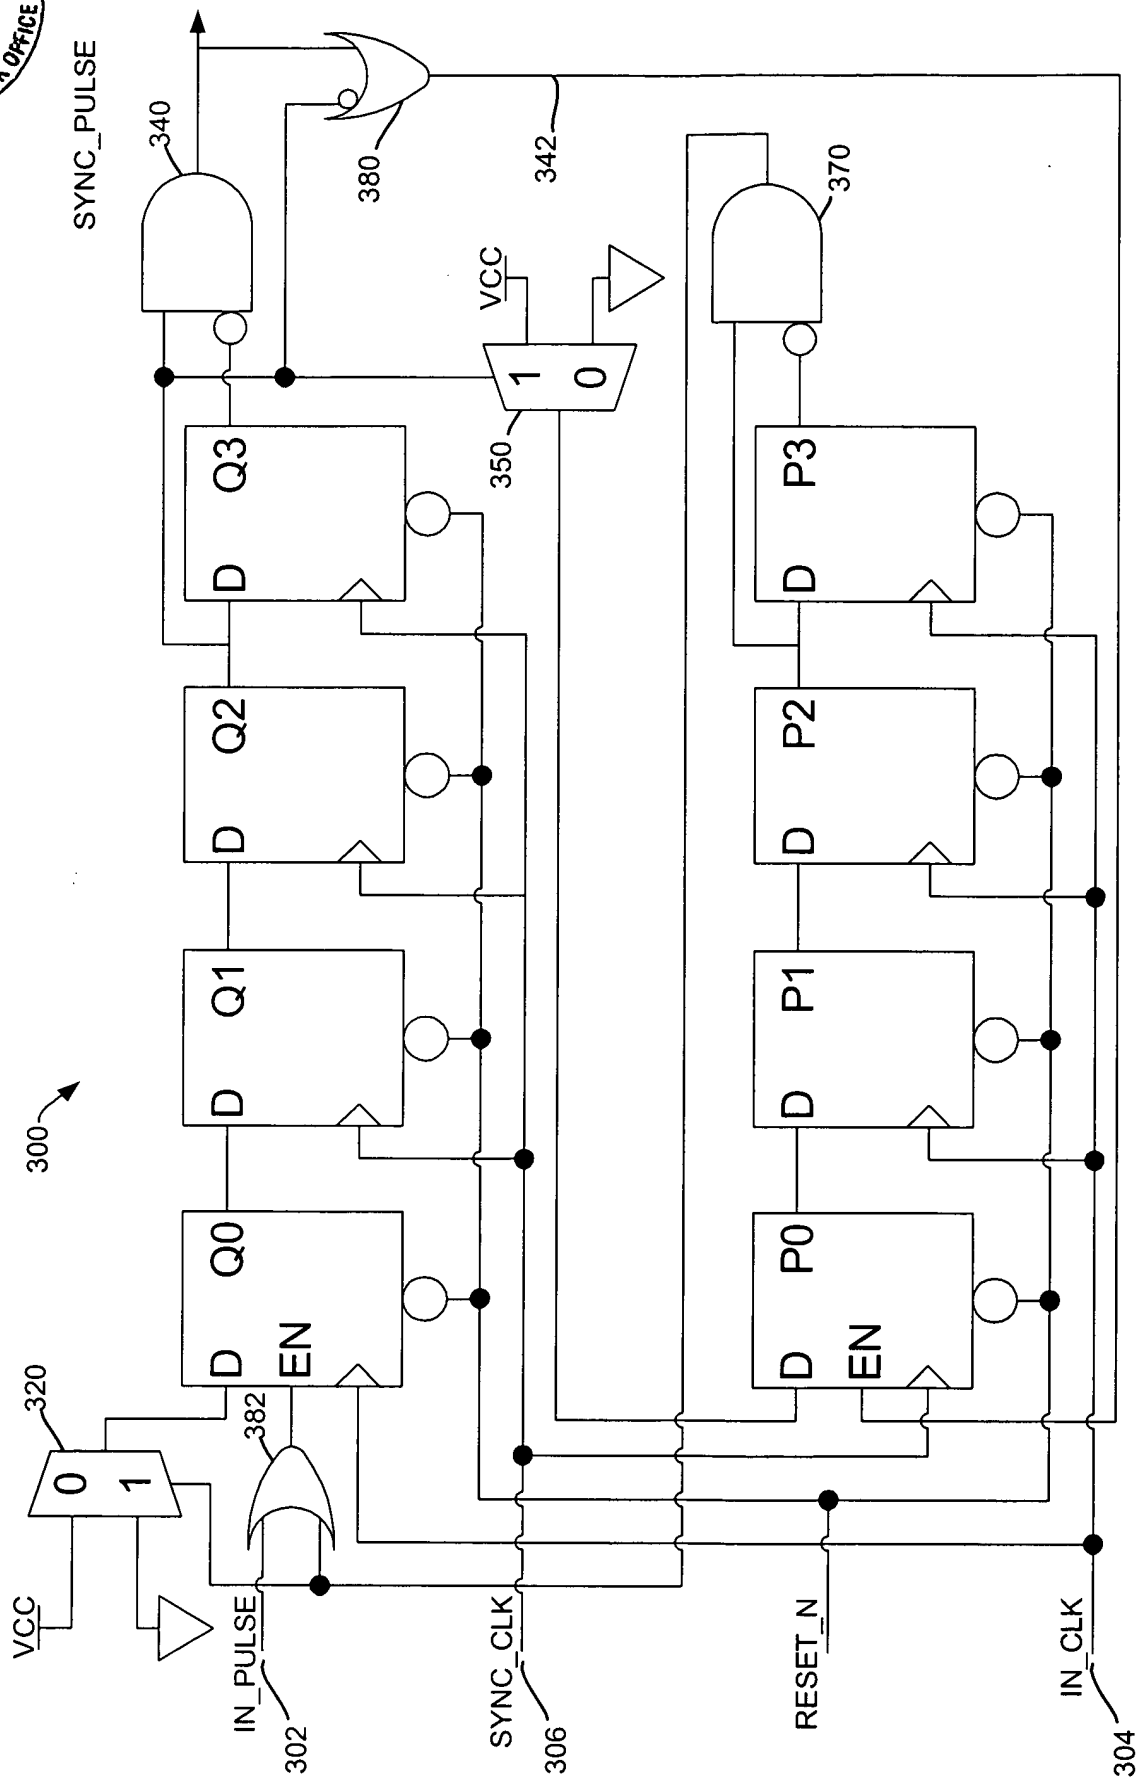 OFFICE
SYNC_PULSE
340
380
342
370
VCC
1
0
350
D
Q3
D
Q2
D
Q1
D
Q0
EN
D
P3
D
P2
D
P1
D
P0
EN
300
320
0
1
VCC
382
IN_PULSE
302
SYNC_CLK
306
RESET_N
IN_CLK
304